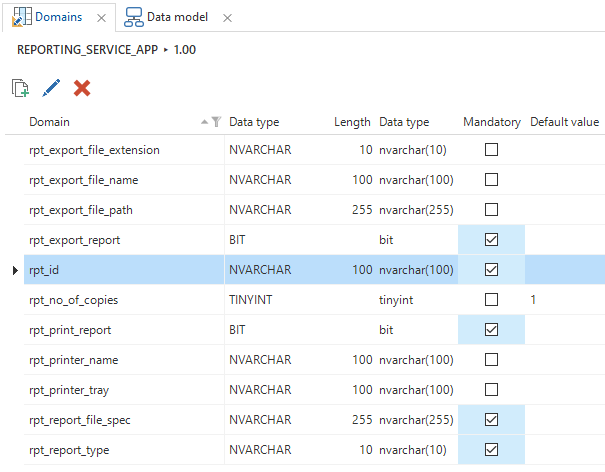 Domains Data model
REPORTING_SERVICE_APP ▸ 1.00
Domain Data type Length Data type Mandatory Default value
rpt_export_file_extension NVARCHAR 10 nvarchar(10)
rpt_export_file_name NVARCHAR 100 nvarchar(100)
rpt_export_file_path NVARCHAR 255 nvarchar(255)
rpt_export_report BIT bit
rpt_id NVARCHAR 100 nvarchar(100)
rpt_no_of_copies TINYINT tinyint 1
rpt_print_report BIT bit
rpt_printer_name NVARCHAR 100 nvarchar(100)
rpt_printer_tray NVARCHAR 100 nvarchar(100)
rpt_report_file_spec NVARCHAR 255 nvarchar(255)
rpt_report_type NVARCHAR 10 nvarchar(10)